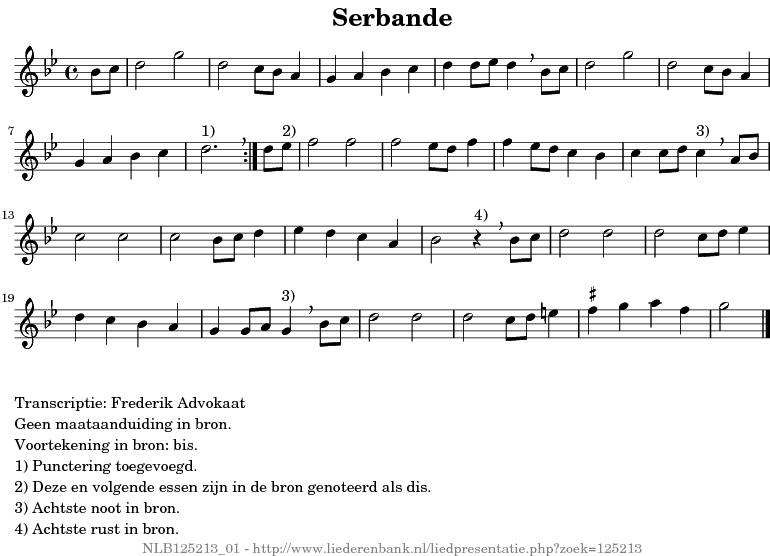 Serbande
1) 2) 3)
7
4)
13
3)
19
Transcriptie: Frederik Advokaat
Geen maataanduiding in bron.
Voortekening in bron: bis.
1) Punctering toegevoegd.
2) Deze en volgende essen zijn in de bron genoteerd als dis.
3) Achtste noot in bron.
4) Achtste rust in bron.
NLB125213_01 - http://www.liederenbank.nl/liedpresentatie.php?zoek=125213